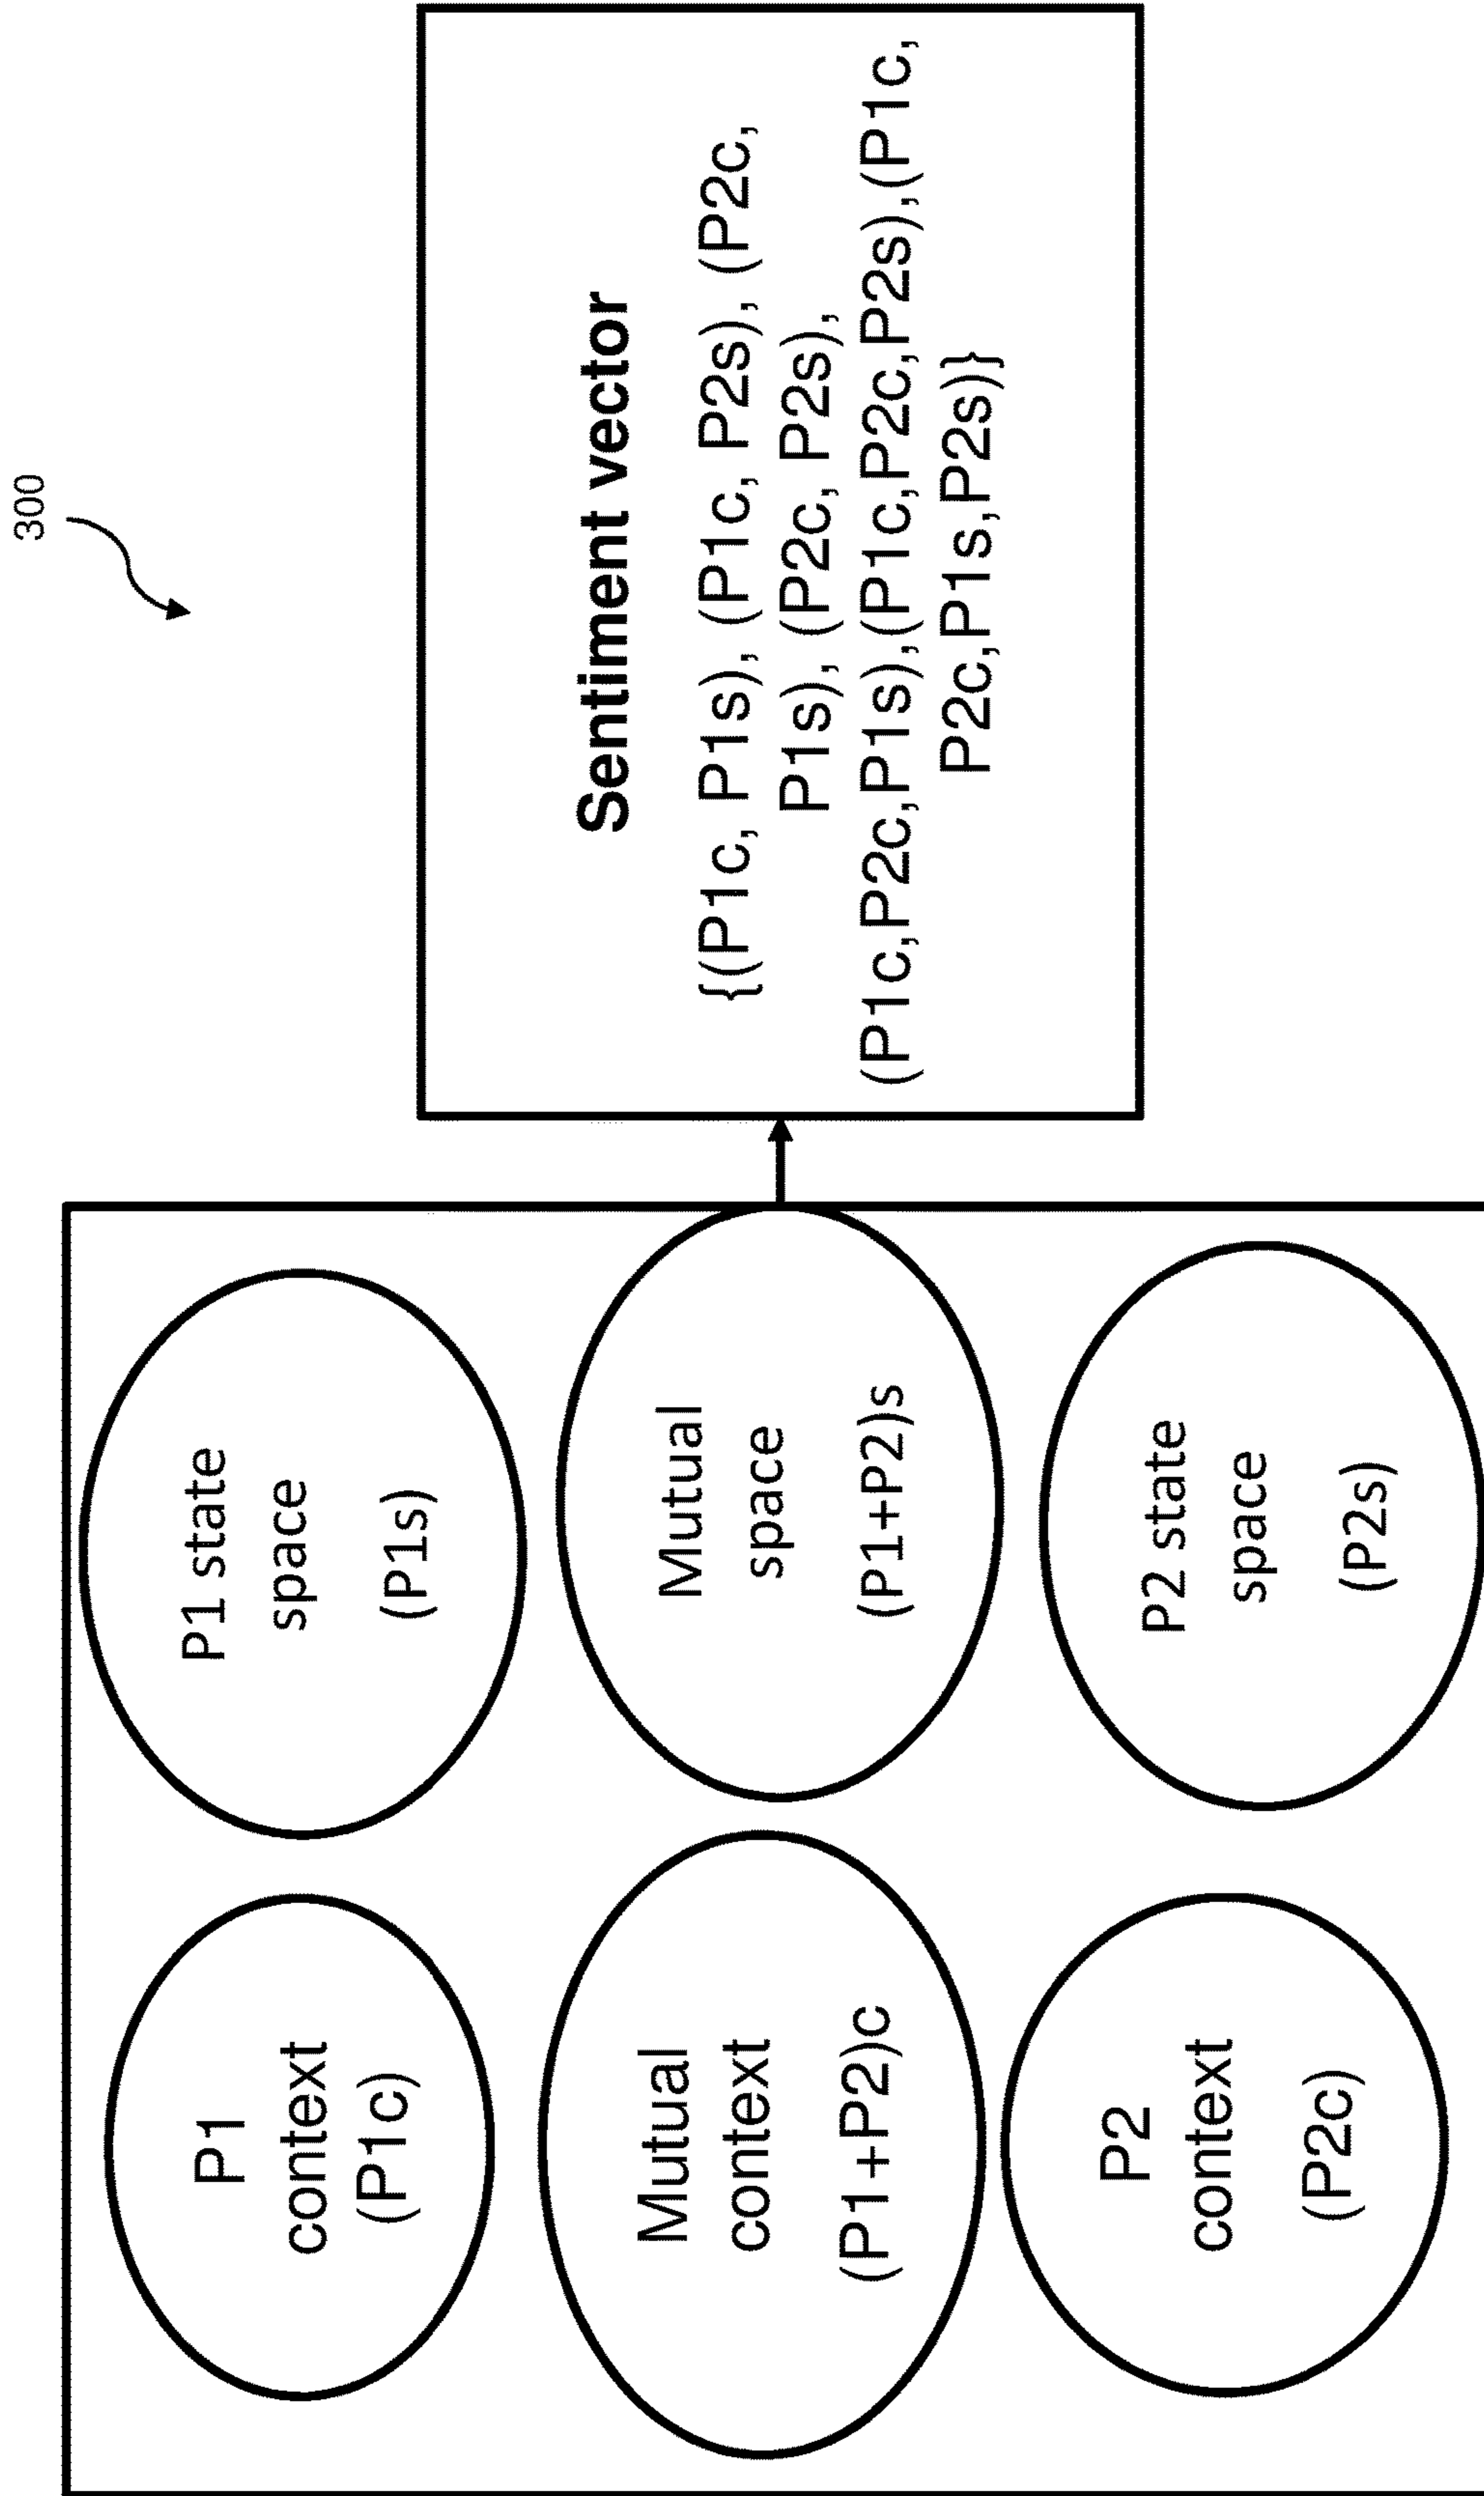 300
P1
context
(P1c)
P1 state
space
(P1s)
Mutual
context
(P1+P2)c
Mutual
space
(P1+P2)s
P2
context
(P2c)
P2 state
space
(P2s)
Sentiment vector
{(P1c, P1s), (P1c, P2s), (P2c,
P1s), (P2c, P2s),
(P1c,P2c,P1s),(P1c,P2c,P2s),(P1c,
P2c,P1s,P2s)}